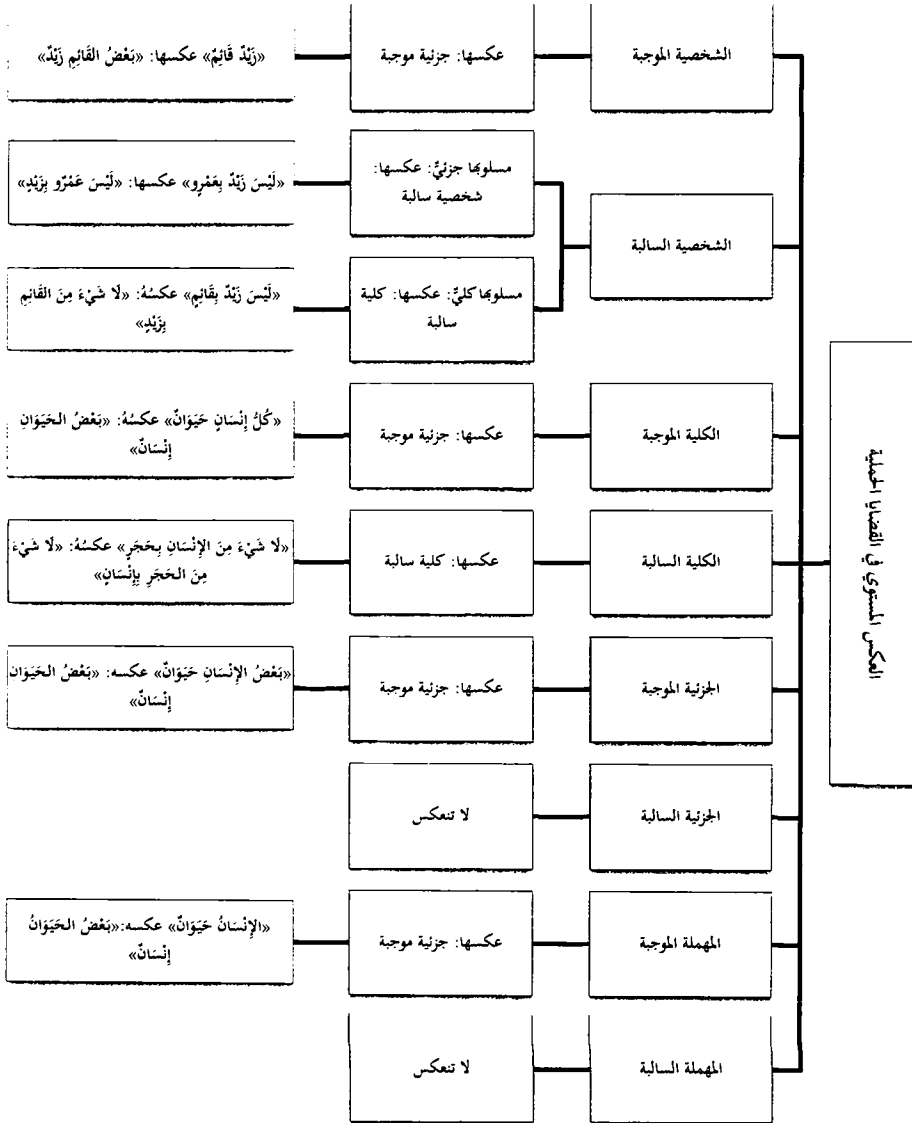 العكس المستوي في القضايا الحملية
الشخصية الموجبة
عكسها: جزئية موجبة
«زَيْدٌ قَائِمٌ» عكسها: «بَعْضُ القَائِمِ زَيْدٌ»
الشخصية السالبة
مسلوبها جزئيٌّ: عكسها:
شخصية سالبة
«لَيْسَ زَيْدٌ بِعَمْرٍو» عكسها: «لَيْسَ عَمْرٌو بِزَيْدٍ»
مسلوبها كليٌّ: عكسها: كلية
سالبة
«لَيْسَ زَيْدٌ بِقَائِمٍ» عكسُهُ: «لَا شَيْءَ مِنَ القَائِمِ
بِزَيْدٍ»
الكلية الموجبة
عكسها: جزئية موجبة
«كُلُّ إِنْسَانٍ حَيَوَانٌ» عكسُهُ: «بَعْضُ الحَيَوَانِ
إِنْسَانٌ»
الكلية السالبة
عكسها: كلية سالبة
«لا شَيْءَ مِنَ الإِنْسَانِ بِحَجَرٍ» عكسُهُ: «لَا شَيْءَ
مِنَ الحَجَرِ بِإِنْسَانٍ»
الجزئية الموجبة
عكسها: جزئية موجبة
«بَعْضُ الإِنْسَانِ حَيَوَانٌ» عكسه: «بَعْضُ الحَيَوَان
إِنْسَانٌ»
الجزئية السالبة
لا تنعكس
المهملة الموجبة
عكسها: جزئية موجبة
«الإِنْسَانُ حَيَوَانٌ» عكسه:«بَعْضُ الحَيَوَانُ
إِنْسَانٌ»
المهملة السالبة
لا تنعكس